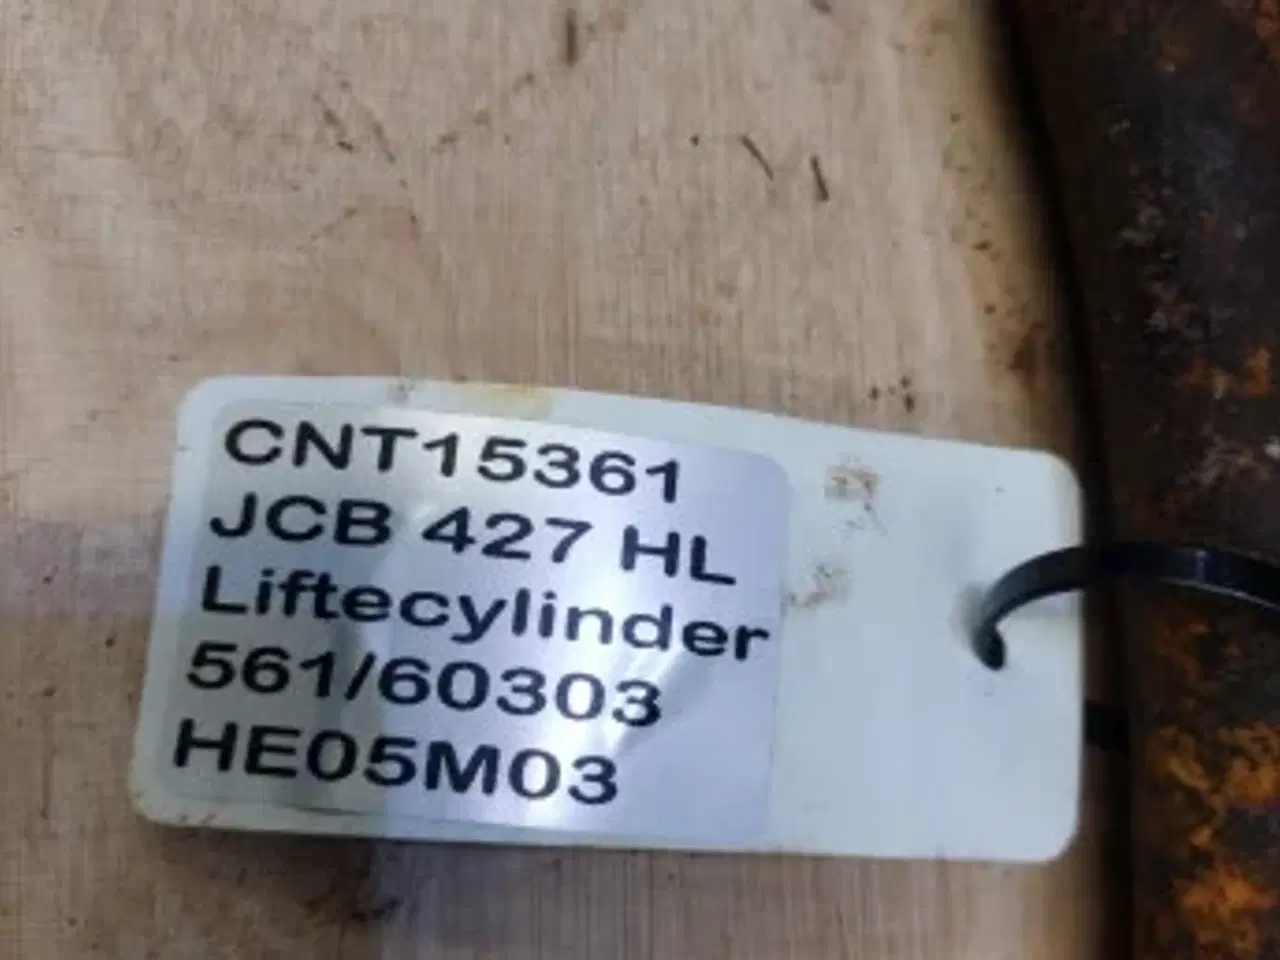 CNT15361
JCB 427 HL
Liftecylinder
561/60303
HE05M03